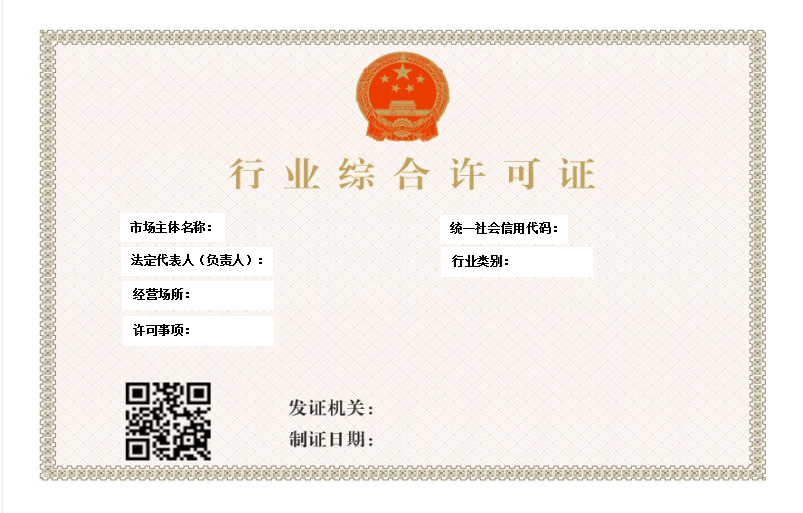 行业综合许可证
市场主体名称：
统一社会信用代码：
法定代表人（负责人）：
行业类别：
经营场所：
许可事项：
发证机关：
制证日期：